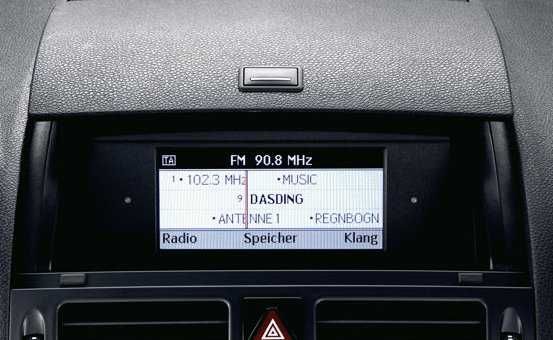 TA FM 90.8 MHz
1 •102.3 MHz •MUSIC
9 DASDING
•ANTENNE 1 •REGNBOGN
Radio Speicher Klang